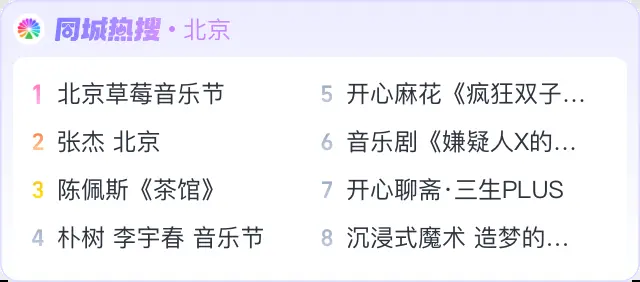 同城热搜·北京
1 北京草莓音乐节
2 张杰 北京
3 陈佩斯《茶馆》
4 朴树 李宇春 音乐节
5 开心麻花《疯狂双子...
6 音乐剧《嫌疑人X的...
7 开心聊斋·三生PLUS
8 沉浸式魔术 造梦的...